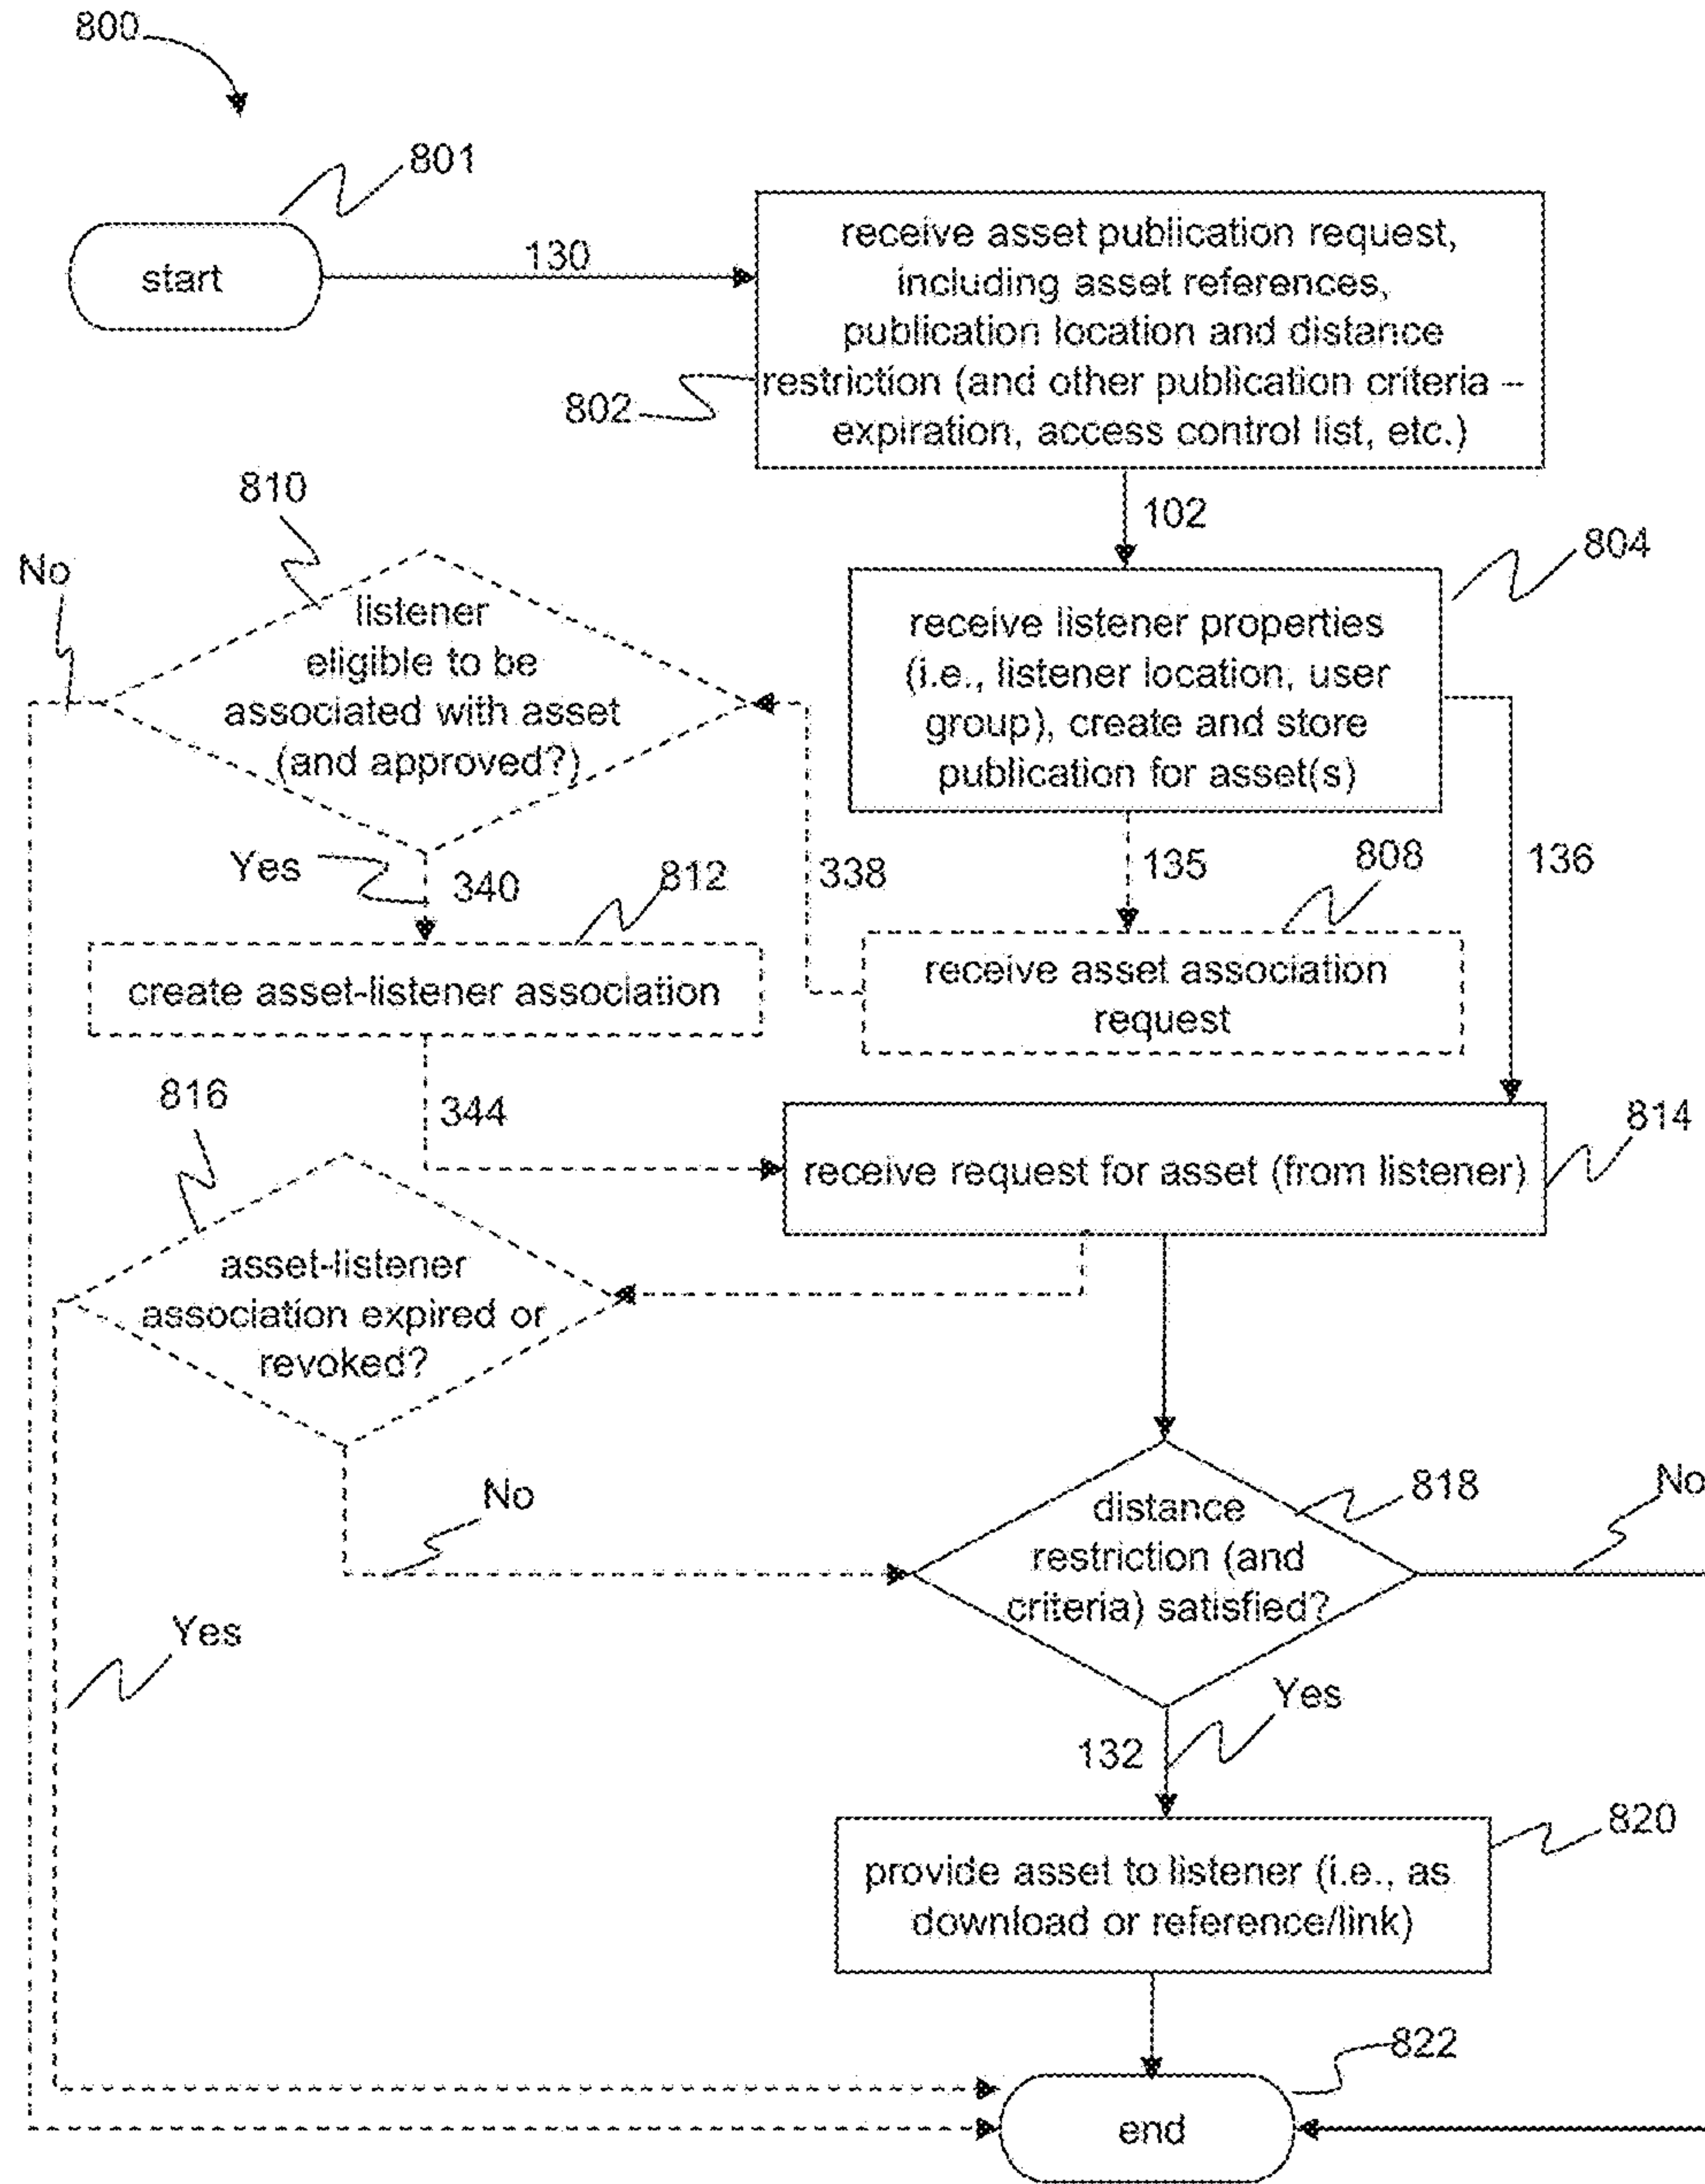 800
801
start
130
receive asset publication request,
including asset references,
publication location and distance
restriction (and other publication criteria –
expiration, access control list, etc.)
802
102
810
No
listener
eligible to be
associated with asset
(and approved?)
804
receive listener properties
(i.e., listener location, user
group), create and store
publication for asset(s)
Yes
340
812
338
135
808
136
create asset-listener association
receive asset association
request
816
344
814
receive request for asset (from listener)
asset-listener
association expired or
revoked?
No
818
No
distance
restriction (and
criteria) satisfied?
Yes
Yes
132
820
provide asset to listener (i.e., as
download or reference/link)
822
end